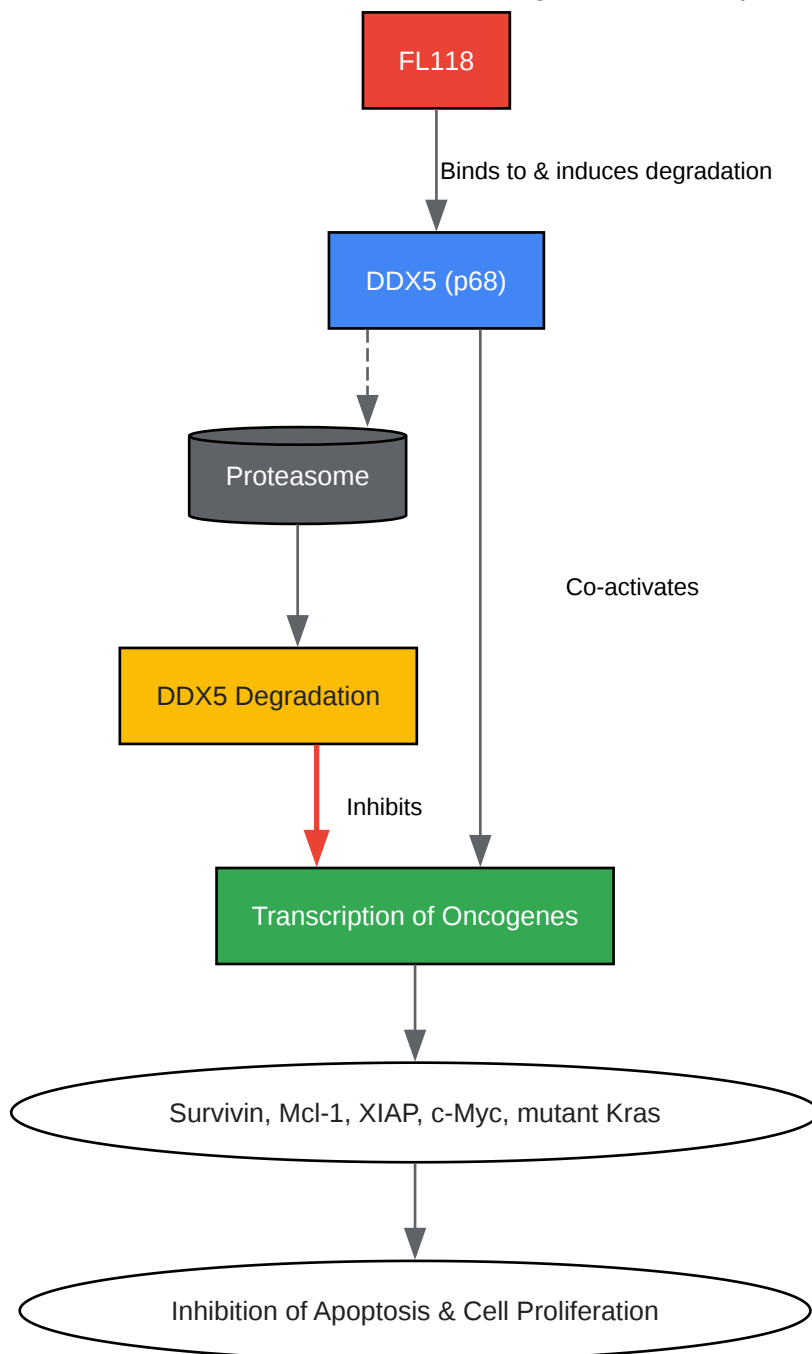 FL118
Binds to & induces degradation
DDX5 (p68)
Proteasome
Co-activates
DDX5 Degradation
Inhibits
Transcription of Oncogenes
Survivin, Mcl-1, XIAP, c-Myc, mutant Kras
Inhibition of Apoptosis & Cell Proliferation